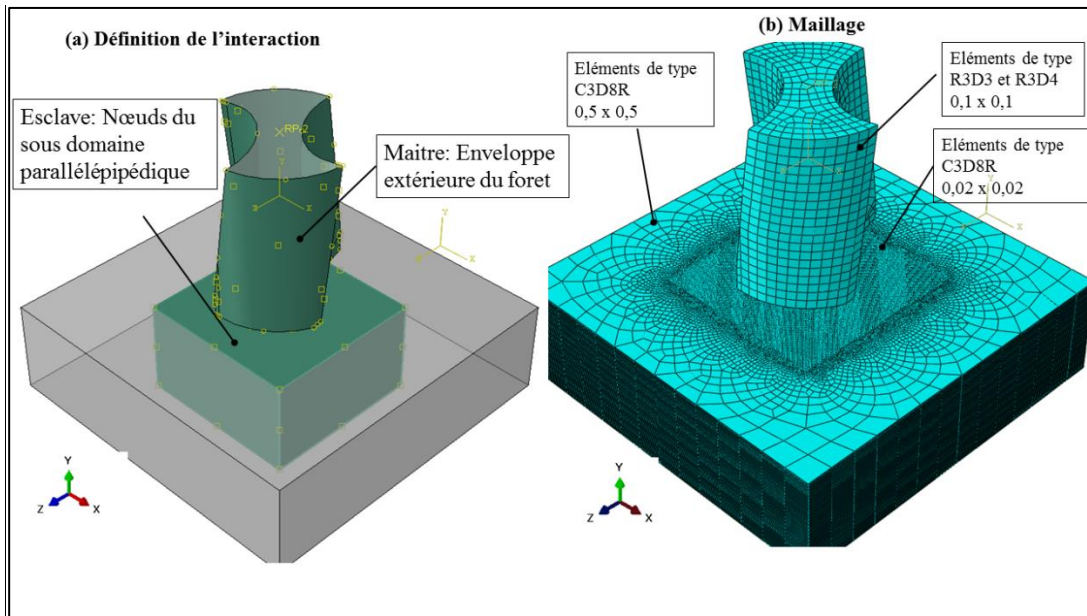 (a) Définition de l'interaction
Esclave: Nœuds du
sous domaine
parallélépipédique
Maitre: Enveloppe
extérieure du foret
RP-2
Y
Z
X
Y
Z
X
Y
Z
X
(b) Maillage
Eléments de type
C3D8R
0,5 x 0,5
Eléments de type
R3D3 et R3D4
0,1 x 0,1
Eléments de type
C3D8R
0,02 x 0,02
Y
Z
X